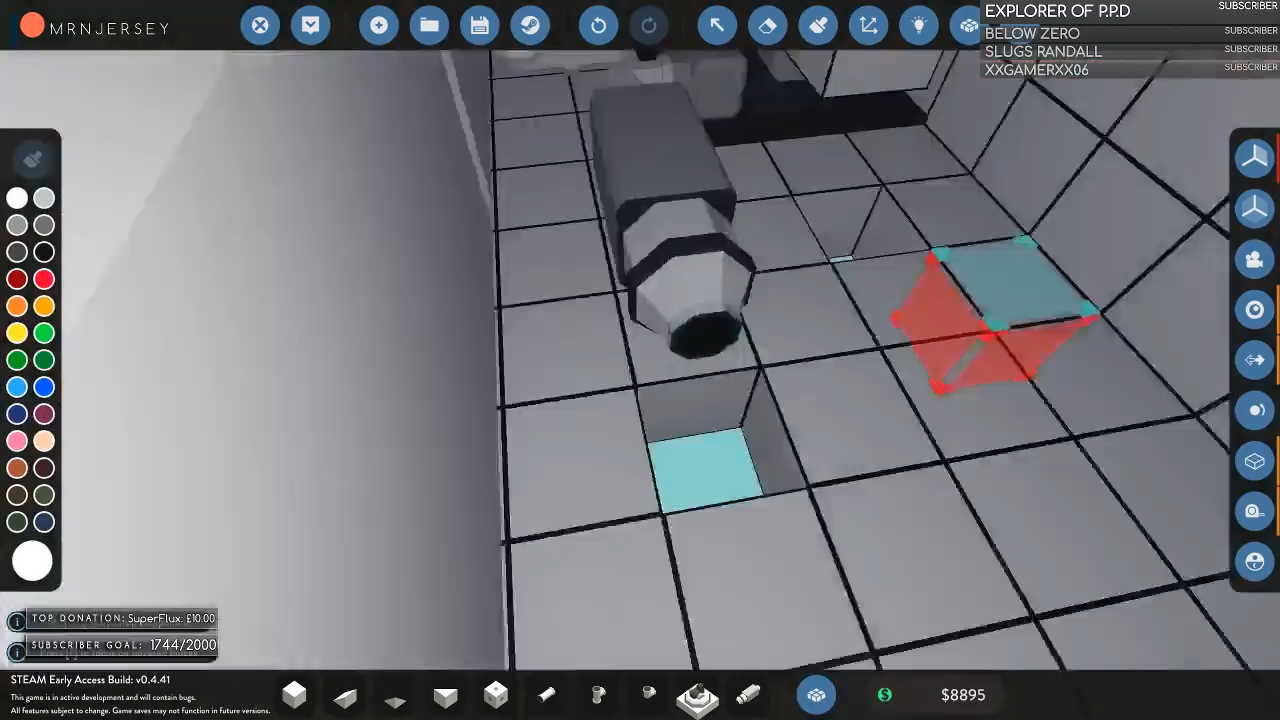 MRNJERSEY
EXPLORER OF P.P.D SUBSCRIBER
BELOW ZERO SUBSCRIBER
SLUGS RANDALL SUBSCRIBER
XXGAMERXX06 SUBSCRIBER
TOP DONATION: SuperFlux: £10.00
SUBSCRIBER GOAL: 1744/2000
STEAM Early Access Build: v0.4.41
This game is in active development and will contain bugs.
All features subject to change. Game saves may not function in future versions.
$ $8895